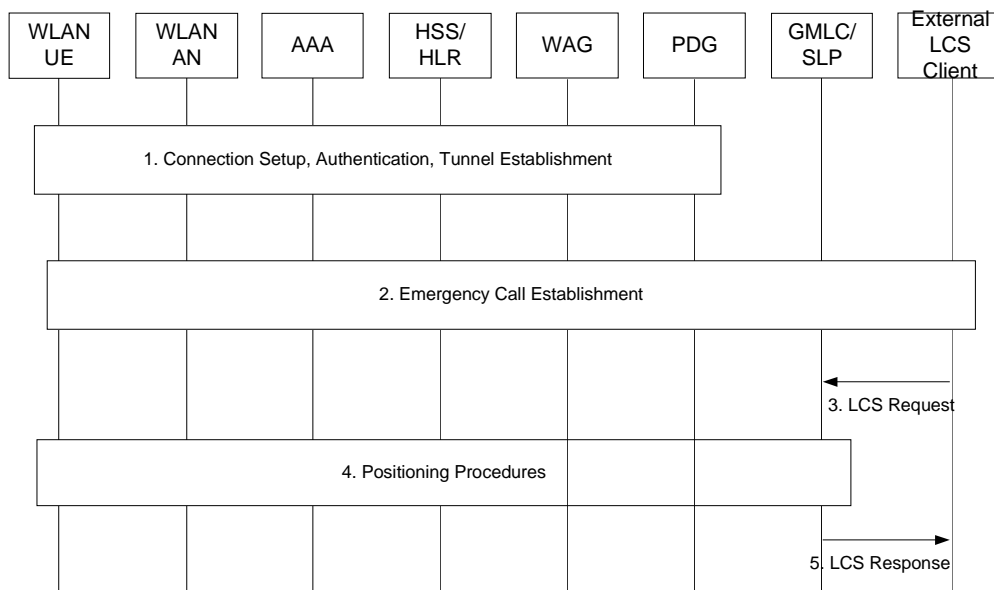 WLAN
UE
WLAN
AN
AAA
HSS/
HLR
WAG
PDG
GMLC/
SLP
External
LCS
Client
1. Connection Setup, Authentication, Tunnel Establishment
2. Emergency Call Establishment
3. LCS Request
4. Positioning Procedures
5. LCS Response